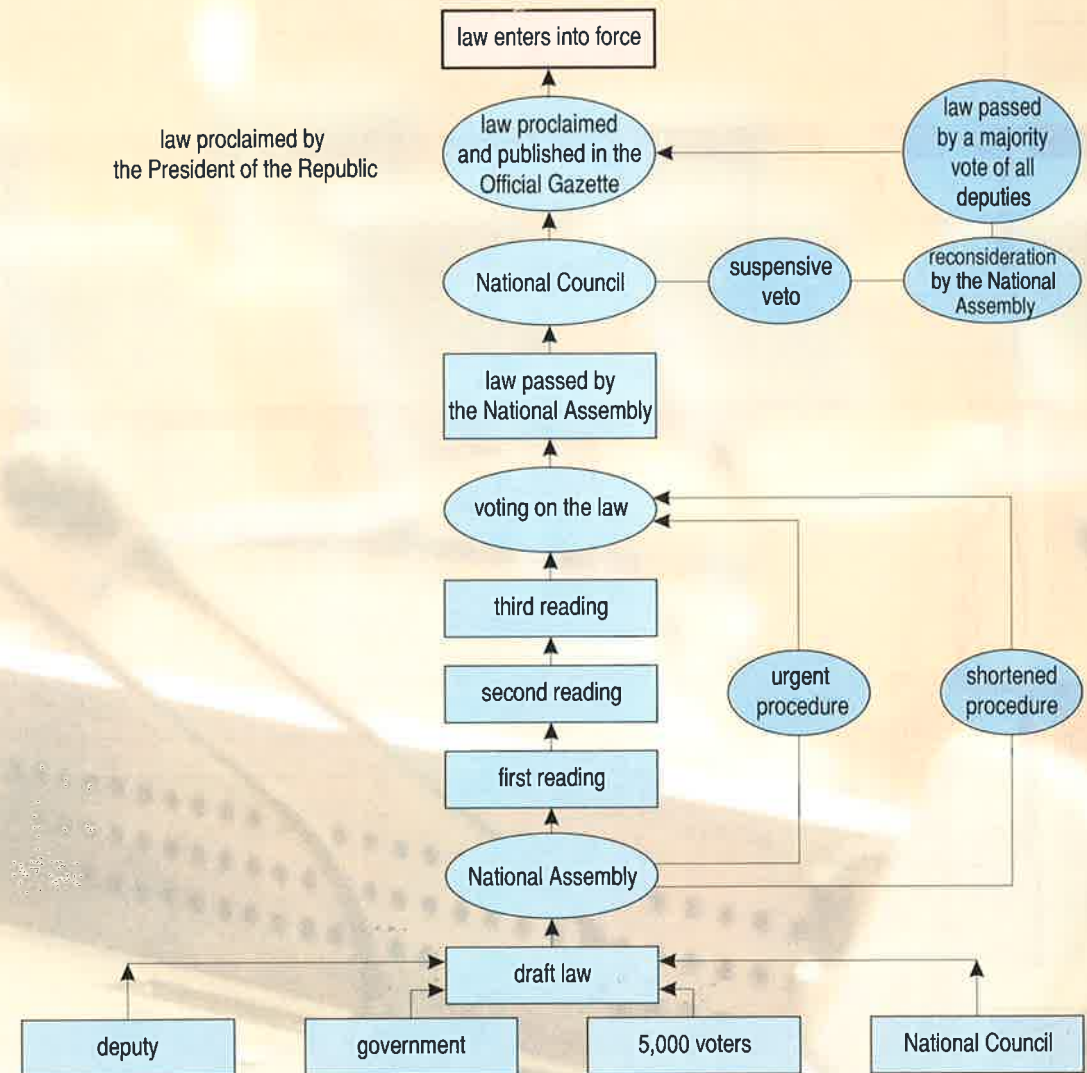 law enters into force
law proclaimed by
the President of the Republic
law proclaimed
and published in the
Official Gazette
law passed
by a majority
vote of all
deputies
National Council
suspensive
veto
reconsideration
by the National
Assembly
law passed by
the National Assembly
voting on the law
third reading
second reading
urgent
procedure
shortened
procedure
first reading
National Assembly
draft law
deputy
government
5,000 voters
National Council